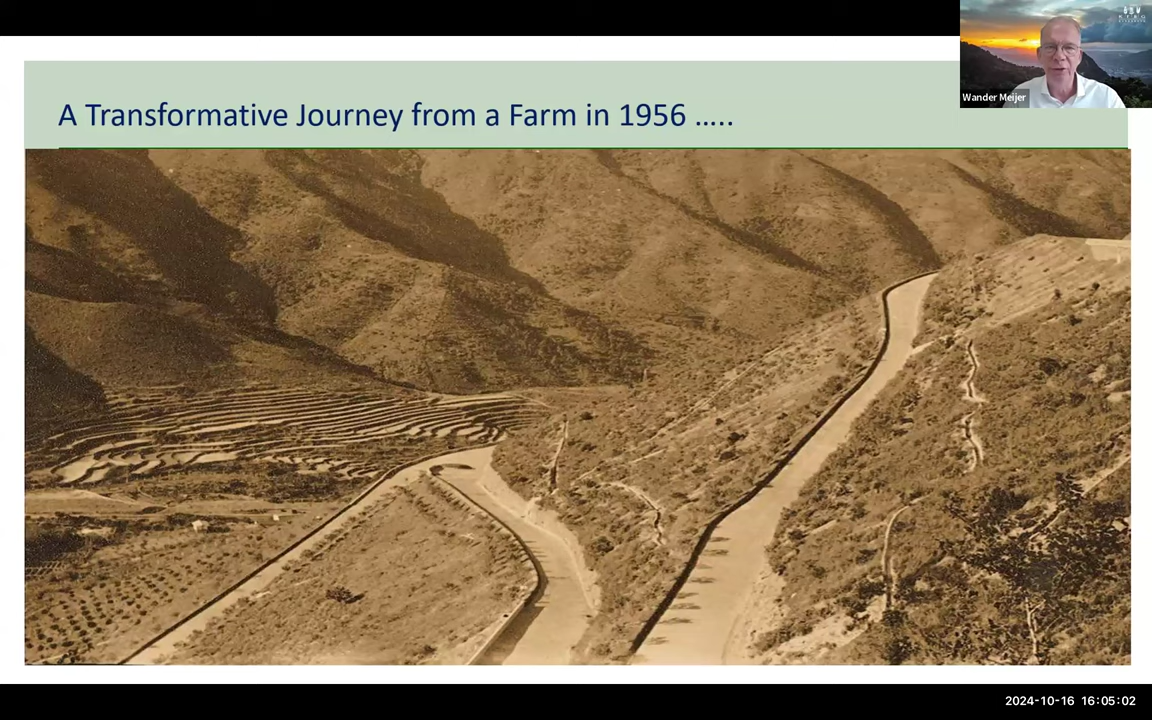 A Transformative Journey from a Farm in 1956 …..
Wander Meijer
2024-10-16 16:05:02